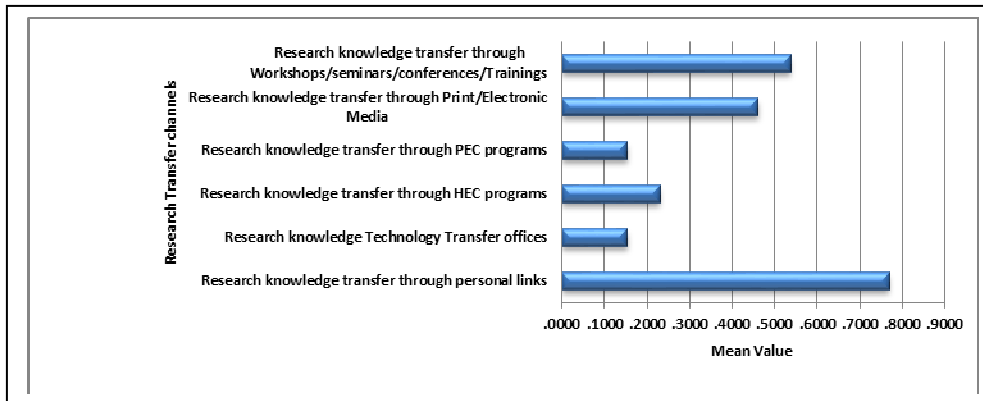 Research Transfer channels
Research knowledge transfer through
Workshops/seminars/conferences/Trainings
Research knowledge transfer through Print/Electronic
Media
Research knowledge transfer through PEC programs
Research knowledge transfer through HEC programs
Research knowledge Technology Transfer offices
Research knowledge transfer through personal links
.0000 .1000 .2000 .3000 .4000 .5000 .6000 .7000 .8000 .9000
Mean Value